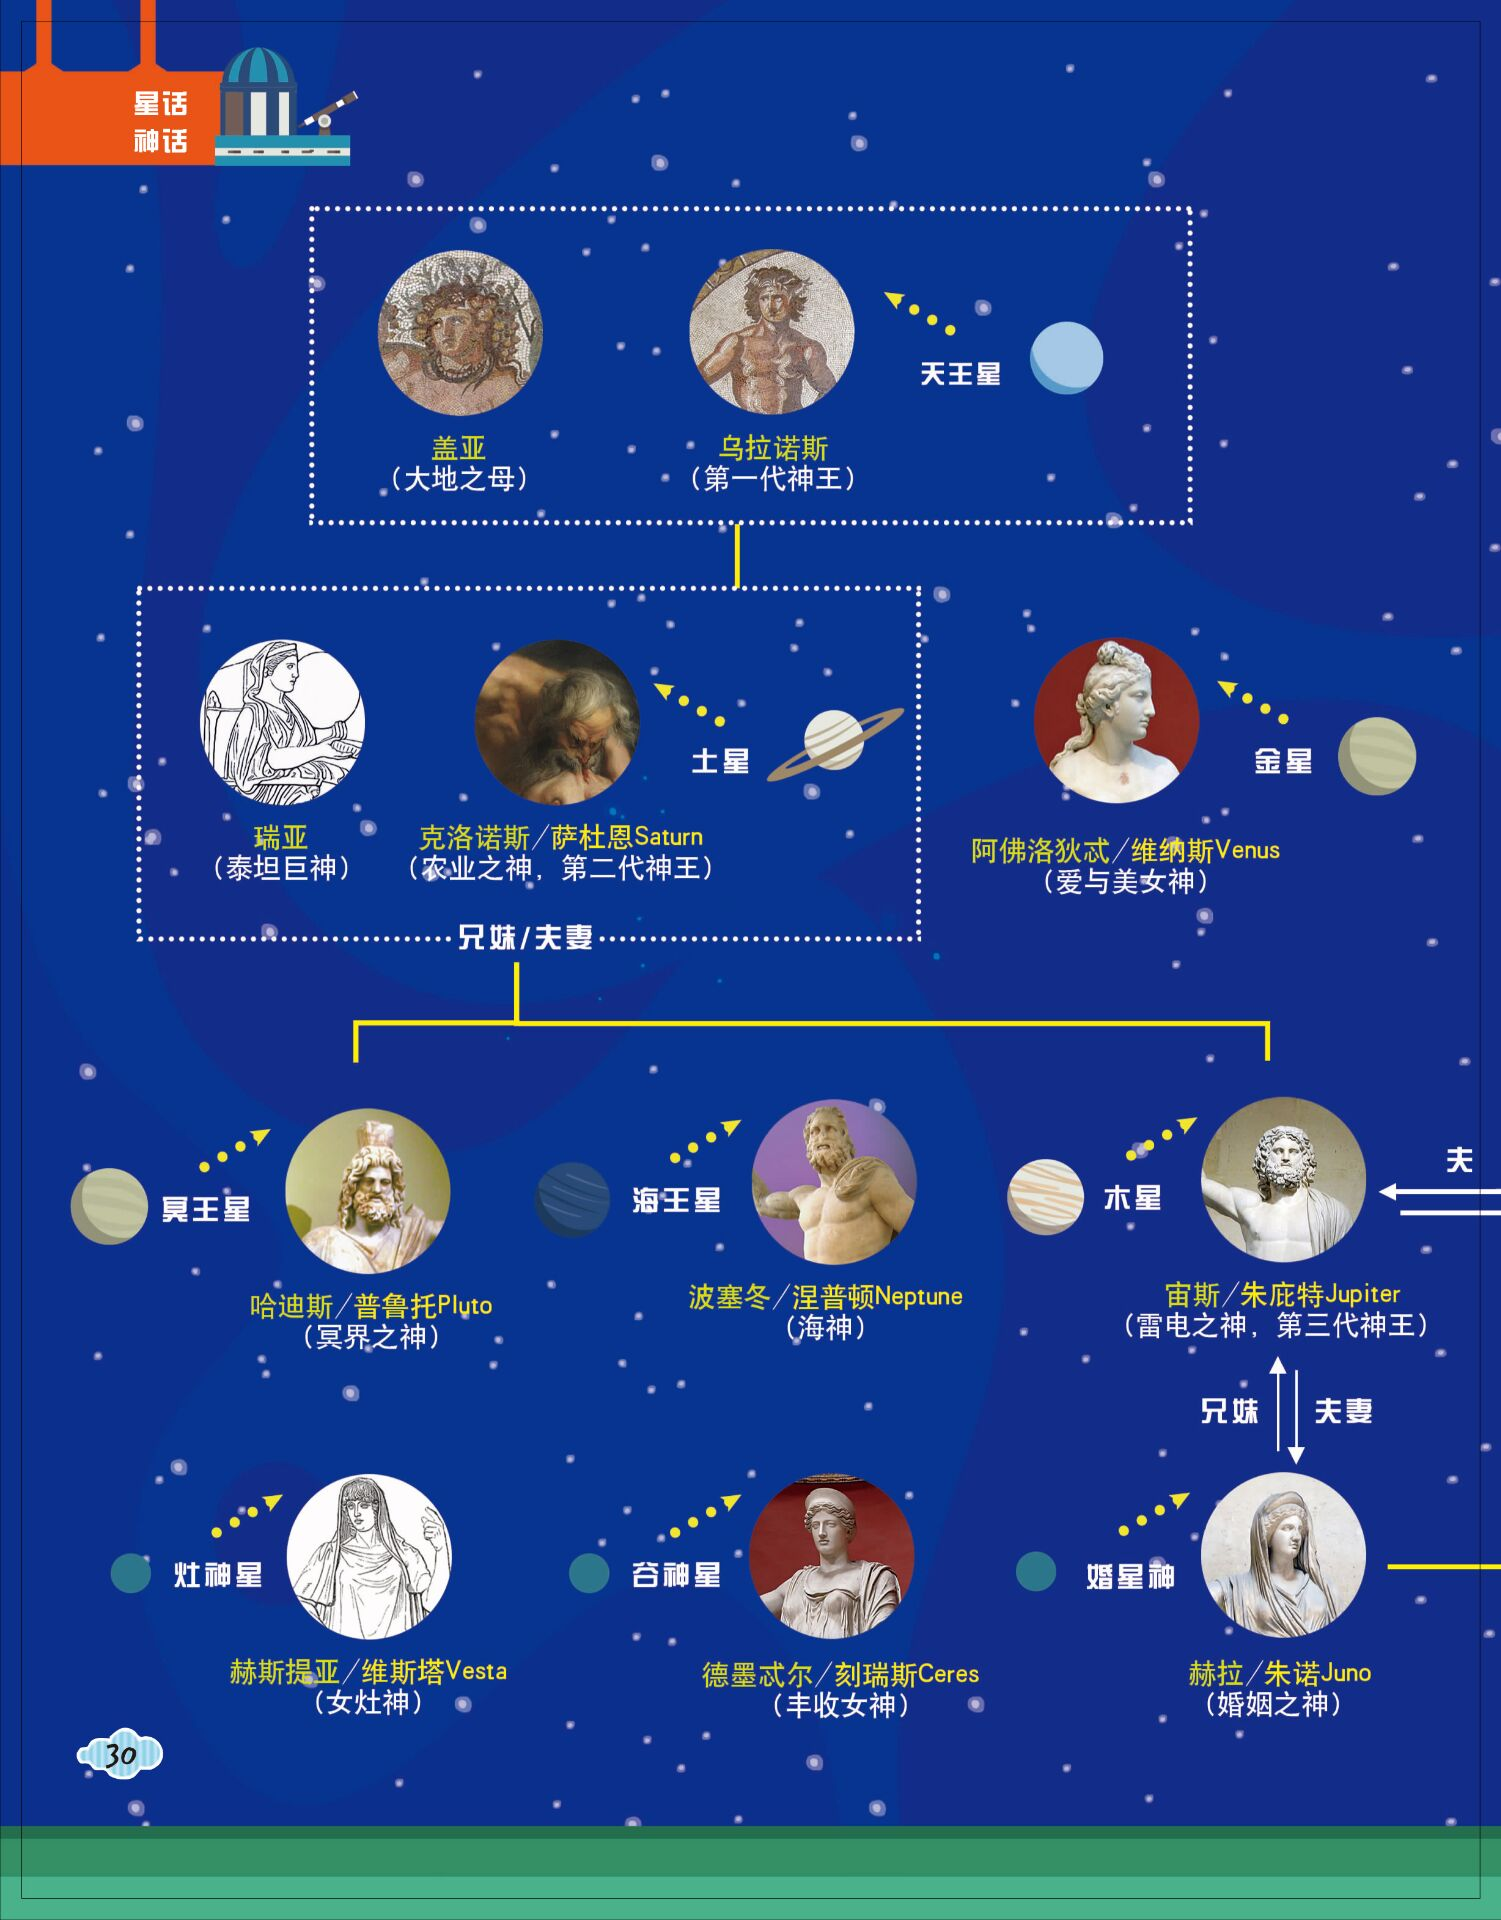 星话
神话
天王星
盖亚
（大地之母）
乌拉诺斯
（第一代神王）
土星
瑞亚
（泰坦巨神）
克洛诺斯/萨杜恩Saturn
（农业之神，第二代神王）
兄妹/夫妻
金星
阿佛洛狄忒/维纳斯Venus
（爱与美女神）
冥王星
哈迪斯/普鲁托Pluto
（冥界之神）
海王星
波塞冬/涅普顿Neptune
（海神）
木星
宙斯/朱庇特Jupiter
（雷电之神，第三代神王）
夫
兄妹
夫妻
灶神星
赫斯提亚/维斯塔Vesta
（女灶神）
谷神星
德墨忒尔/刻瑞斯Ceres
（丰收女神）
婚星神
赫拉/朱诺Juno
（婚姻之神）
30